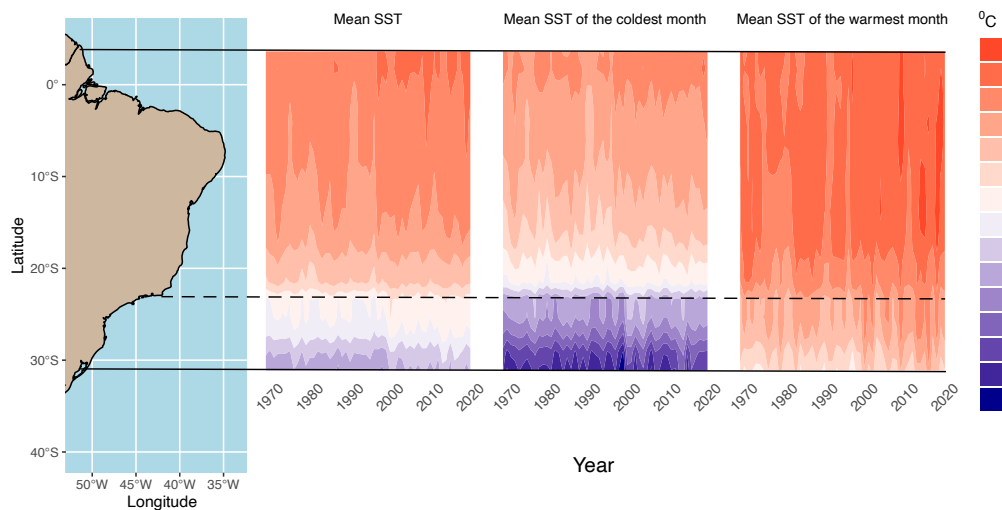 Mean SST
Mean SST of the coldest month
Mean SST of the warmest month
⁰C
0°
10°S
20°S
30°S
40°S
Latitude
50°W 45°W 40°W 35°W
Longitude
1970 1980 1990 2000 2010 2020
1970 1980 1990 2000 2010 2020
1970 1980 1990 2000 2010 2020
Year